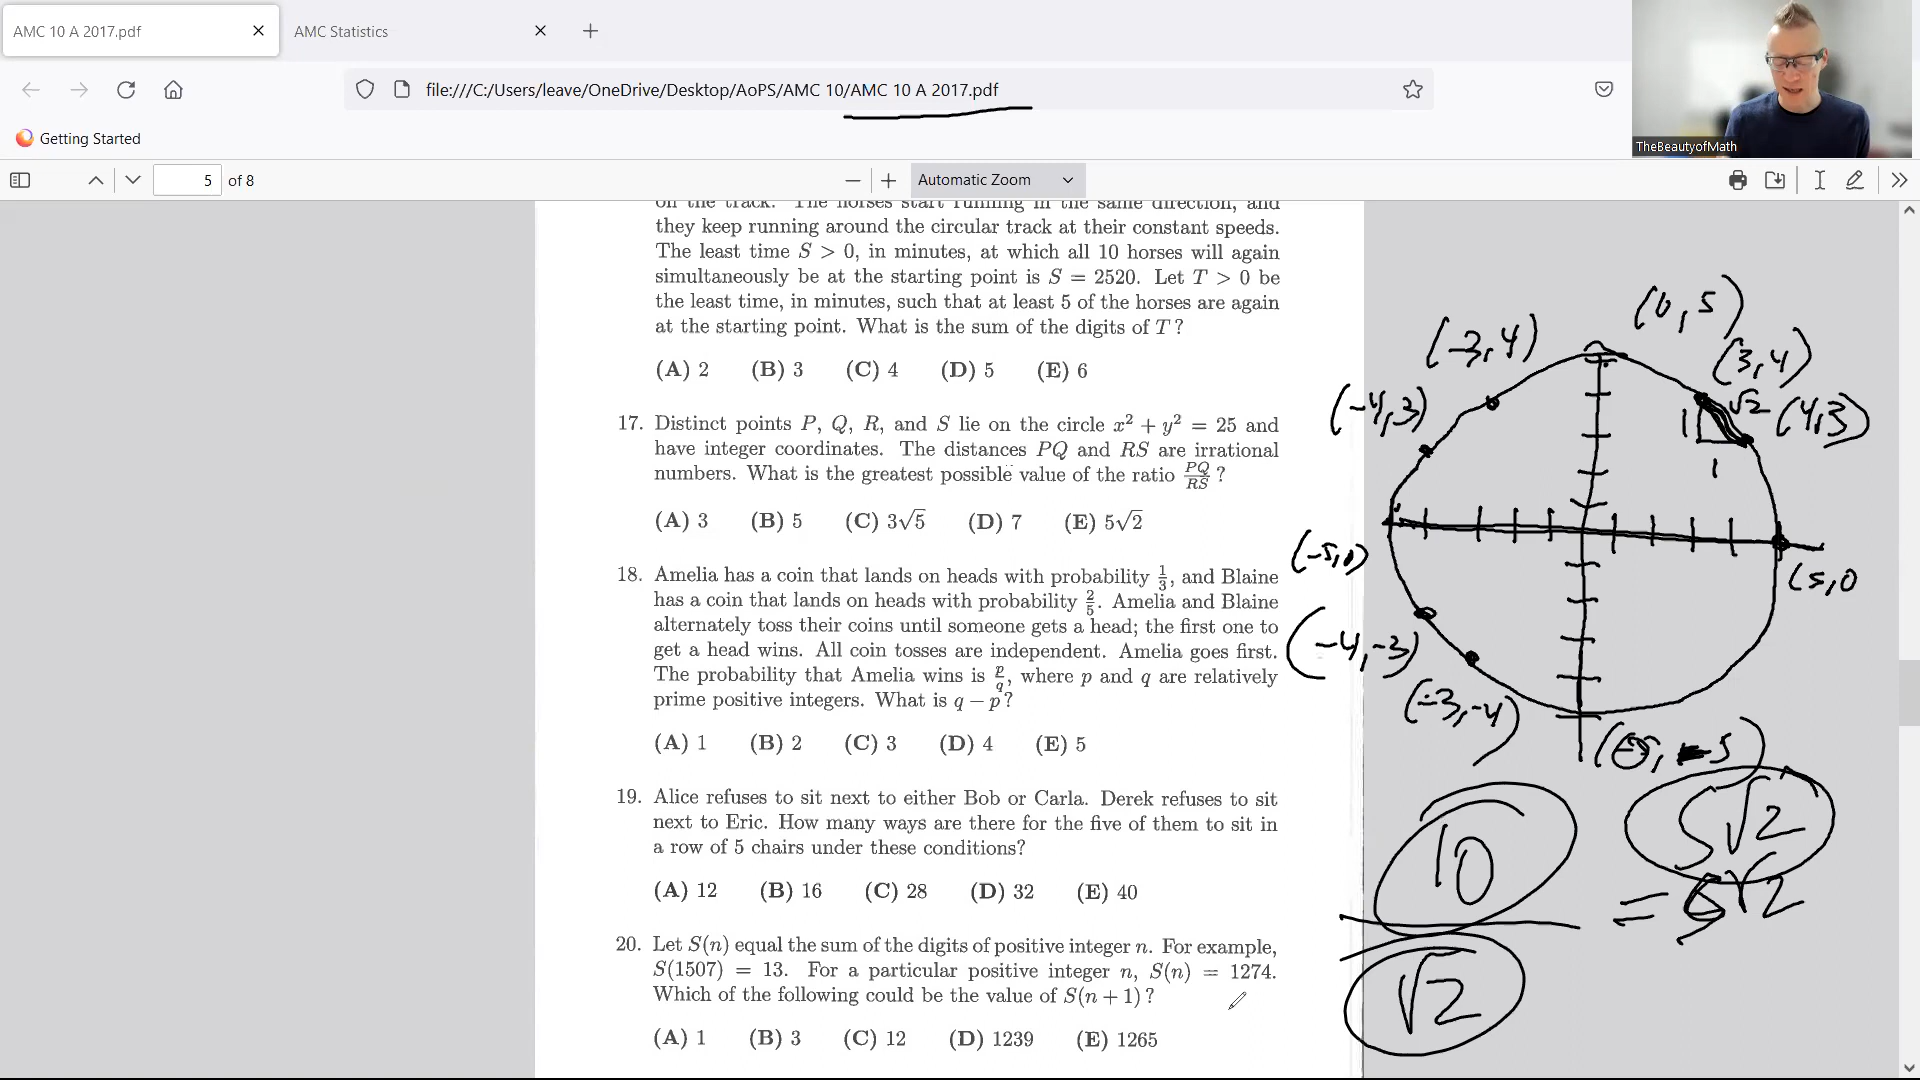 AMC 10 A 2017.pdf
AMC Statistics
file:///C:/Users/leave/OneDrive/Desktop/AoPS/AMC 10/AMC 10 A 2017.pdf
Getting Started
TheBeautyofMath
5 of 8
Automatic Zoom
on the track. The horses start running in the same direction, and
they keep running around the circular track at their constant speeds.
The least time S > 0, in minutes, at which all 10 horses will again
simultaneously be at the starting point is S = 2520. Let T > 0 be
the least time, in minutes, such that at least 5 of the horses are again
at the starting point. What is the sum of the digits of T?
(A) 2 (B) 3 (C) 4 (D) 5 (E) 6
17. Distinct points P, Q, R, and S lie on the circle x² + y² = 25 and
have integer coordinates. The distances PQ and RS are irrational
numbers. What is the greatest possible value of the ratio PQ/RS?
(A) 3 (B) 5 (C) 3√5 (D) 7 (E) 5√2
18. Amelia has a coin that lands on heads with probability 1/3, and Blaine
has a coin that lands on heads with probability 2/5. Amelia and Blaine
alternately toss their coins until someone gets a head; the first one to
get a head wins. All coin tosses are independent. Amelia goes first.
The probability that Amelia wins is p/q, where p and q are relatively
prime positive integers. What is q − p?
(A) 1 (B) 2 (C) 3 (D) 4 (E) 5
19. Alice refuses to sit next to either Bob or Carla. Derek refuses to sit
next to Eric. How many ways are there for the five of them to sit in
a row of 5 chairs under these conditions?
(A) 12 (B) 16 (C) 28 (D) 32 (E) 40
20. Let S(n) equal the sum of the digits of positive integer n. For example,
S(1507) = 13. For a particular positive integer n, S(n) = 1274.
Which of the following could be the value of S(n + 1)?
(A) 1 (B) 3 (C) 12 (D) 1239 (E) 1265
(0,5)
(-3,4)
(3,4)
(-4,3)
1
√2
(4,3)
1
(-5,0)
(5,0
(-4,-3)
(-3,-4)
(0,-5)
10
√2
5√2
= 5√2